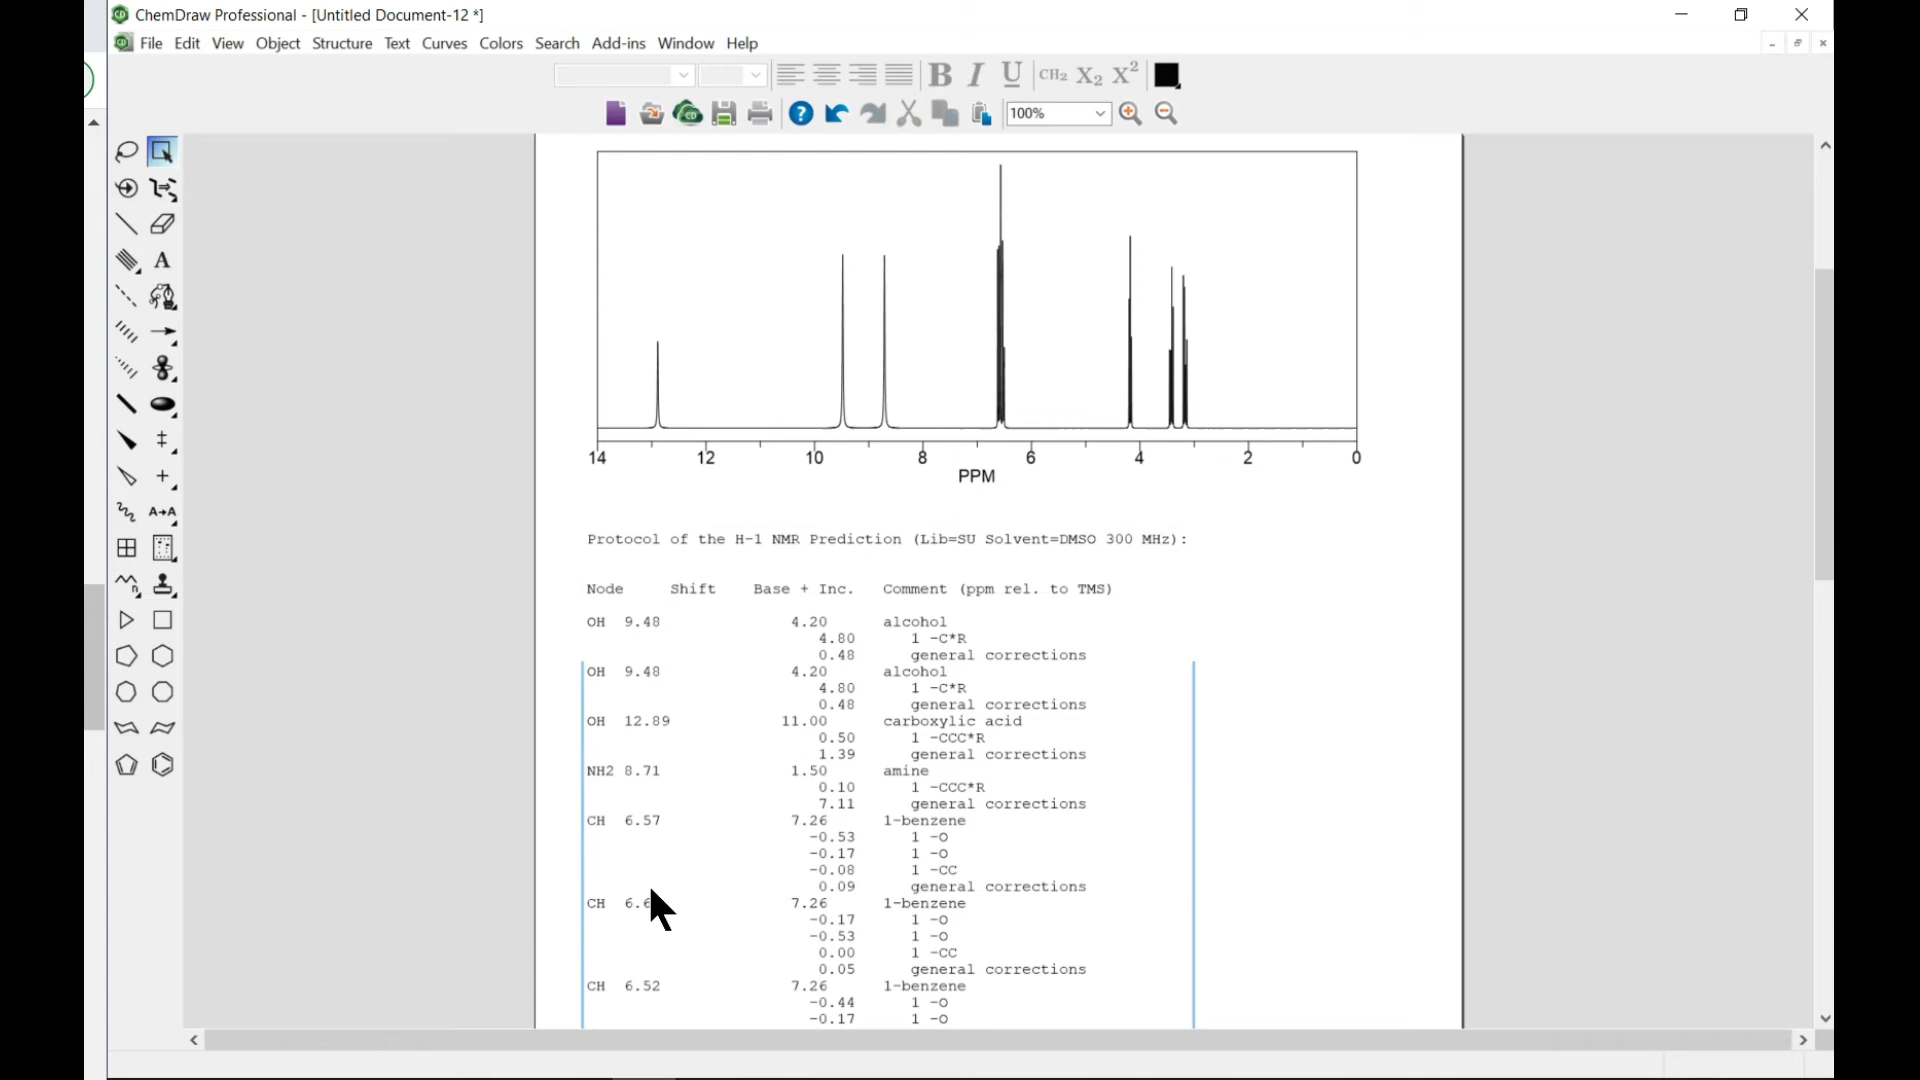 ChemDraw Professional - [Untitled Document-12 *]
File Edit View Object Structure Text Curves Colors Search Add-ins Window Help
B I U CH2 X2 X2
100%
A
A→A
14 12 10 8 6 4 2 0
PPM
Protocol of the H-1 NMR Prediction (Lib=SU Solvent=DMSO 300 MHz):
Node Shift Base + Inc. Comment (ppm rel. to TMS)
OH 9.48 4.20 alcohol
4.80 1 -C*R
0.48 general corrections
OH 9.48 4.20 alcohol
4.80 1 -C*R
0.48 general corrections
OH 12.89 11.00 carboxylic acid
0.50 1 -CCC*R
1.39 general corrections
NH2 8.71 1.50 amine
0.10 1 -CCC*R
7.11 general corrections
CH 6.57 7.26 1-benzene
-0.53 1 -O
-0.17 1 -O
-0.08 1 -CC
0.09 general corrections
CH 7.26 1-benzene
-0.17 1 -O
-0.53 1 -O
0.00 1 -CC
0.05 general corrections
CH 6.52 7.26 1-benzene
-0.44 1 -O
-0.17 1 -O